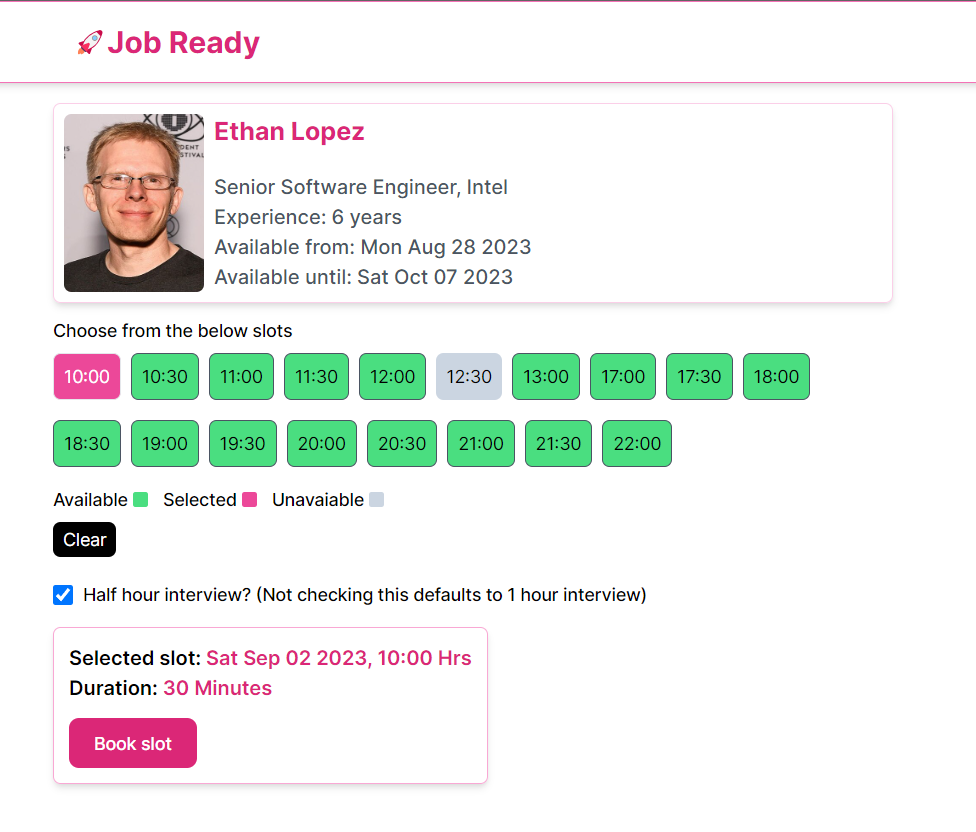 Job Ready
Ethan Lopez
Senior Software Engineer, Intel
Experience: 6 years
Available from: Mon Aug 28 2023
Available until: Sat Oct 07 2023
Choose from the below slots
10:00 10:30 11:00 11:30 12:00 12:30 13:00 17:00 17:30 18:00
18:30 19:00 19:30 20:00 20:30 21:00 21:30 22:00
Available Selected Unavaiable
Clear
Half hour interview? (Not checking this defaults to 1 hour interview)
Selected slot: Sat Sep 02 2023, 10:00 Hrs
Duration: 30 Minutes
Book slot